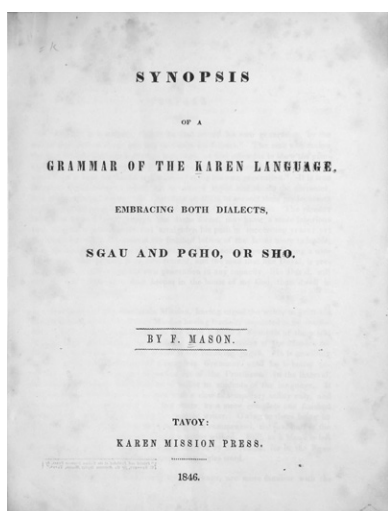 SYNOPSIS
OF A
GRAMMAR OF THE KAREN LANGUAGE,
EMBRACING BOTH DIALECTS,
SGAU AND PGHO, OR SHO.
BY F. MASON.
TAVOY:
KAREN MISSION PRESS.
1846.